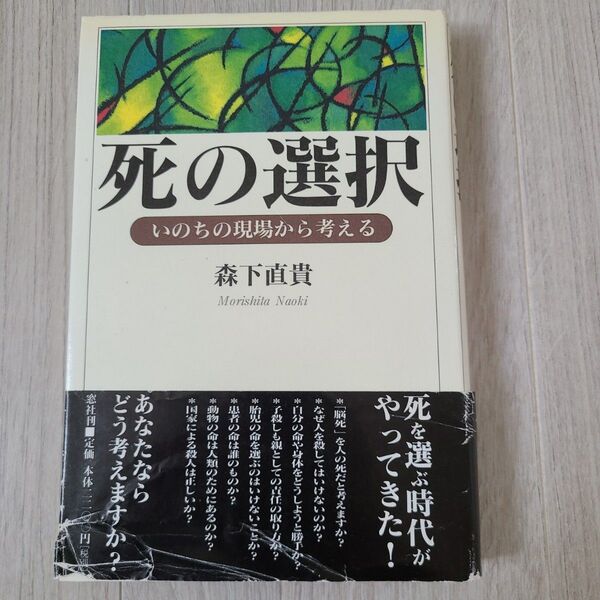 死の選択
いのちの現場から考える
森下直貴
Morishita Naoki
死を選ぶ時代が
やってきた！
＊「脳死」を人の死だと考えますか？
＊なぜ人を殺してはいけないのか？
＊自分の命や身体をどうしようと勝手か？
＊子殺しも親としての責任の取り方か？
＊胎児の命を選ぶのはいけないことか？
＊患者の命は誰のものか？
＊動物の命は人類のためにあるのか？
＊国家による殺人は正しいか？
あなたなら
どう考えますか？
窓社刊■定価 本体
円